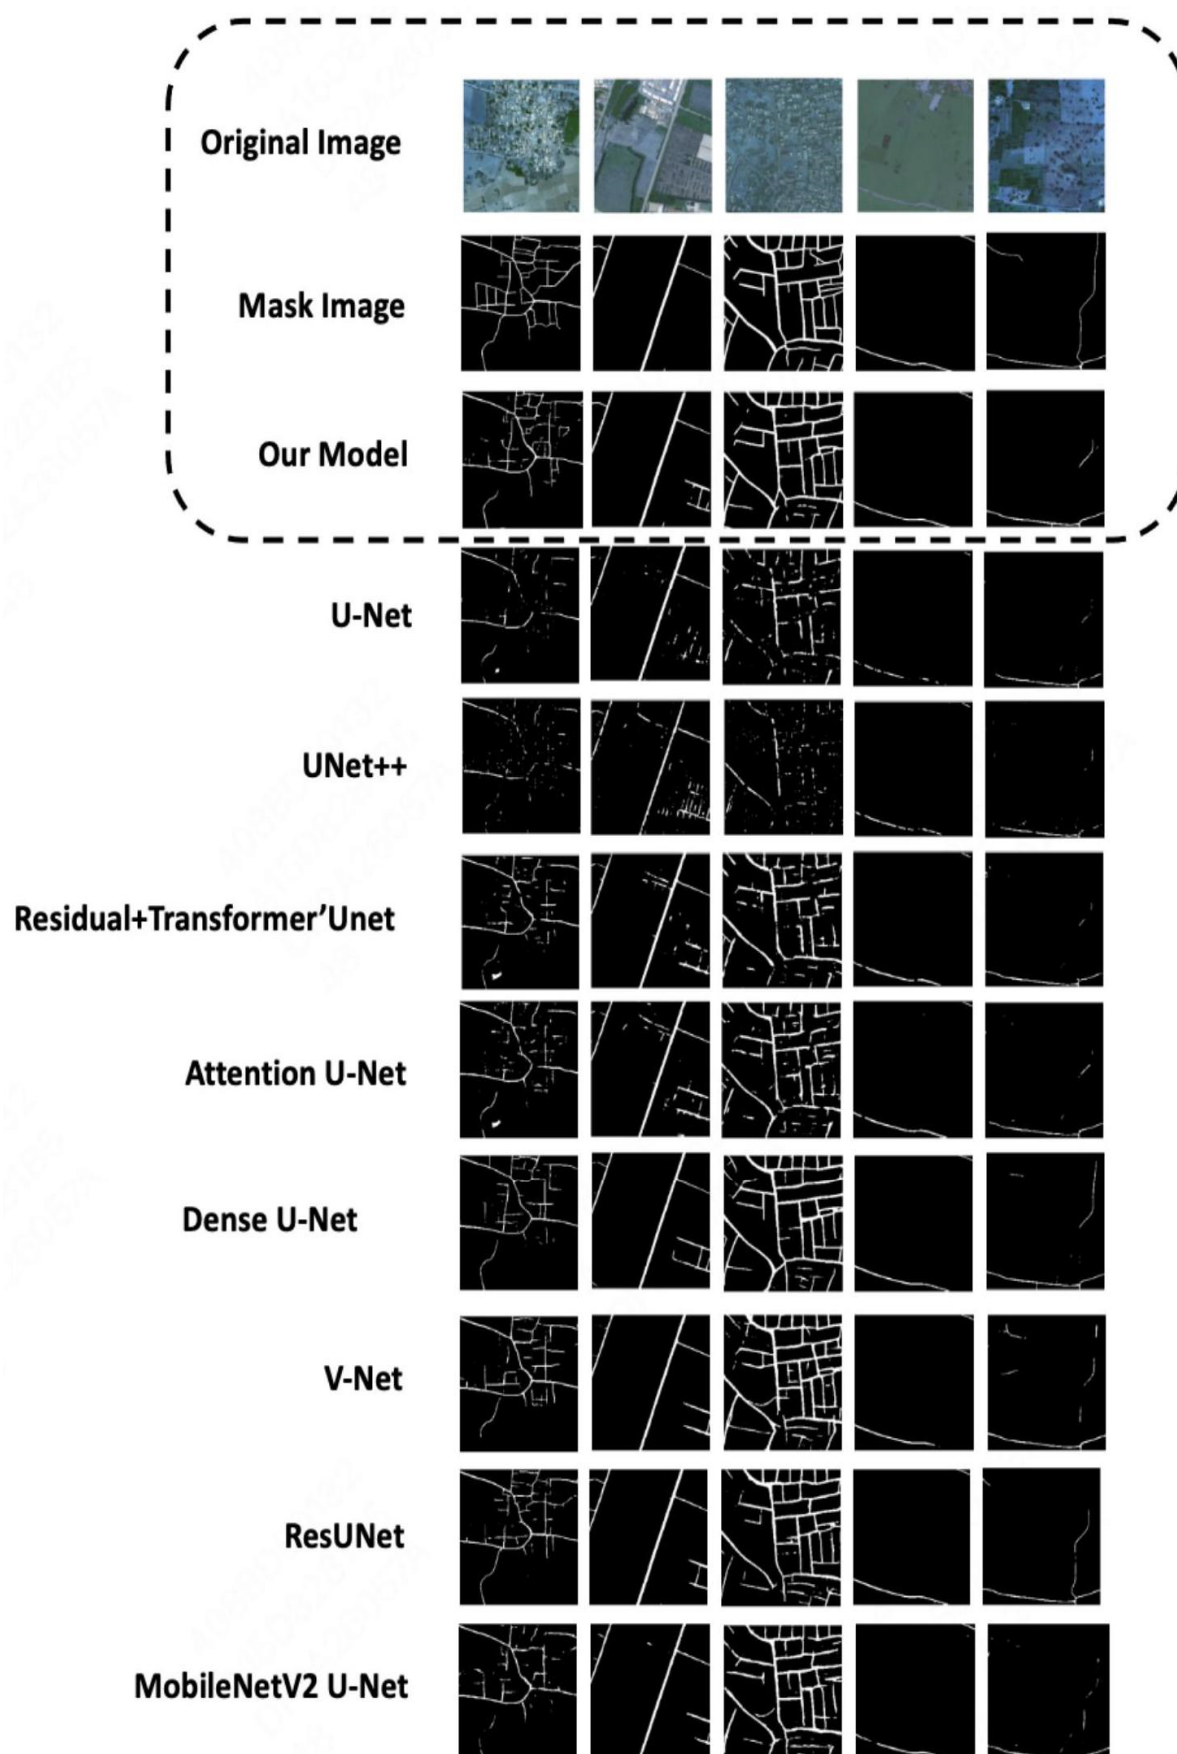 Original Image
Mask Image
Our Model
U-Net
UNet++
Residual+Transformer’Unet
Attention U-Net
Dense U-Net
V-Net
ResUNet
MobileNetV2 U-Net